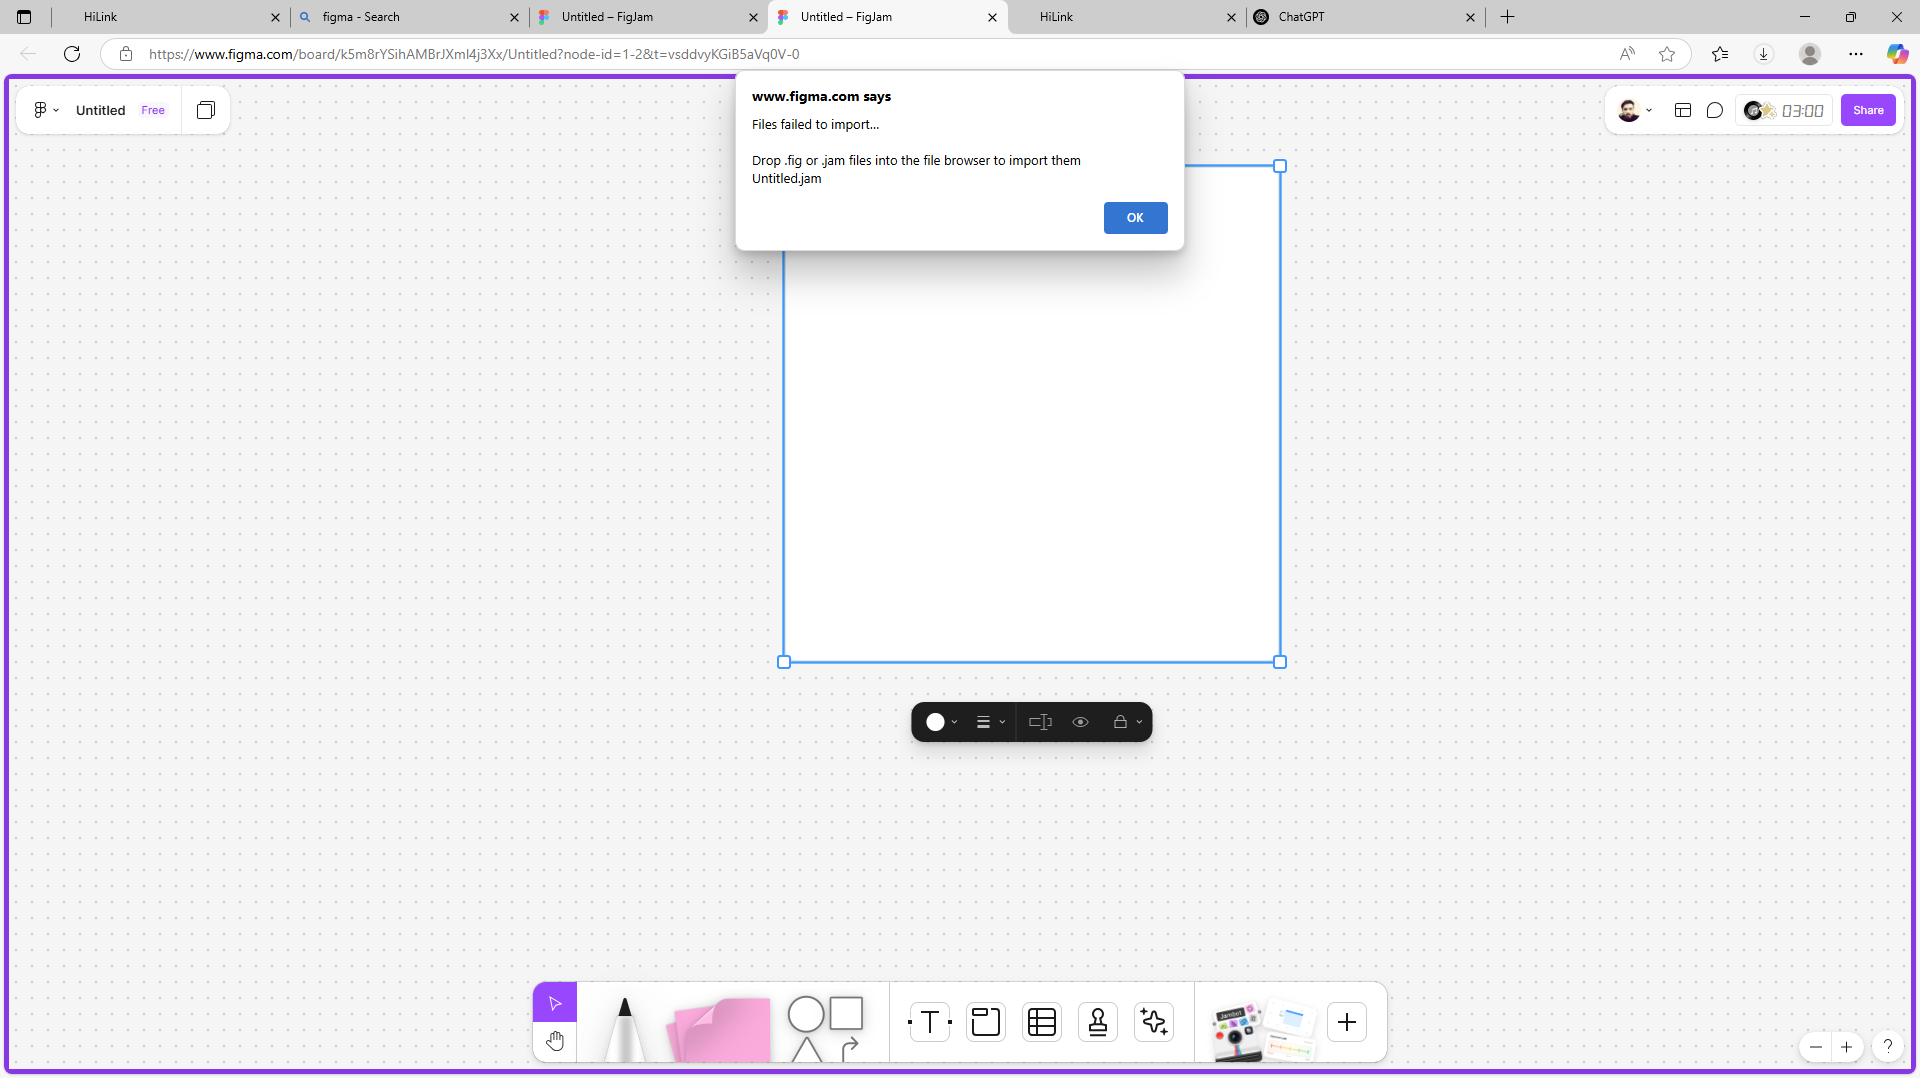 HiLink
figma - Search
Untitled – FigJam
Untitled – FigJam
HiLink
ChatGPT
https://www.figma.com/board/k5m8rYSihAMBrJXml4j3Xx/Untitled?node-id=1-2&t=vsddvyKGiB5aVq0V-0
www.figma.com says
Files failed to import...
Drop .fig or .jam files into the file browser to import them
Untitled.jam
OK
Untitled Free
03:00
Share
T
Jambot
?